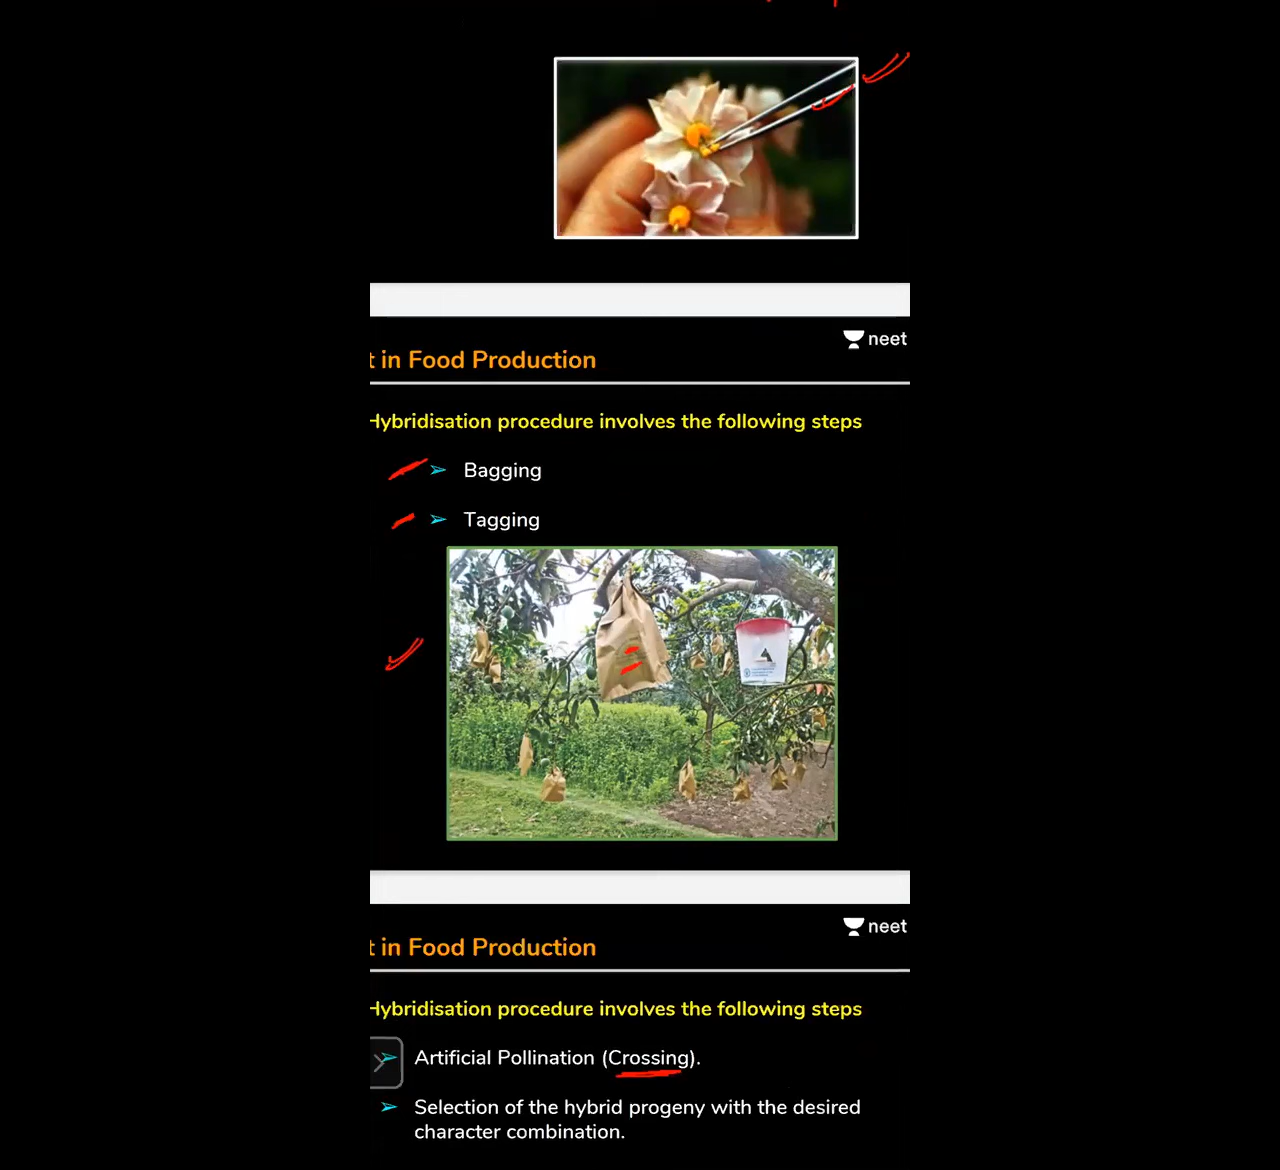 neet
t in Food Production
Hybridisation procedure involves the following steps
➢ Bagging
➢ Tagging
neet
t in Food Production
Hybridisation procedure involves the following steps
➢ Artificial Pollination (Crossing).
➢ Selection of the hybrid progeny with the desired
character combination.